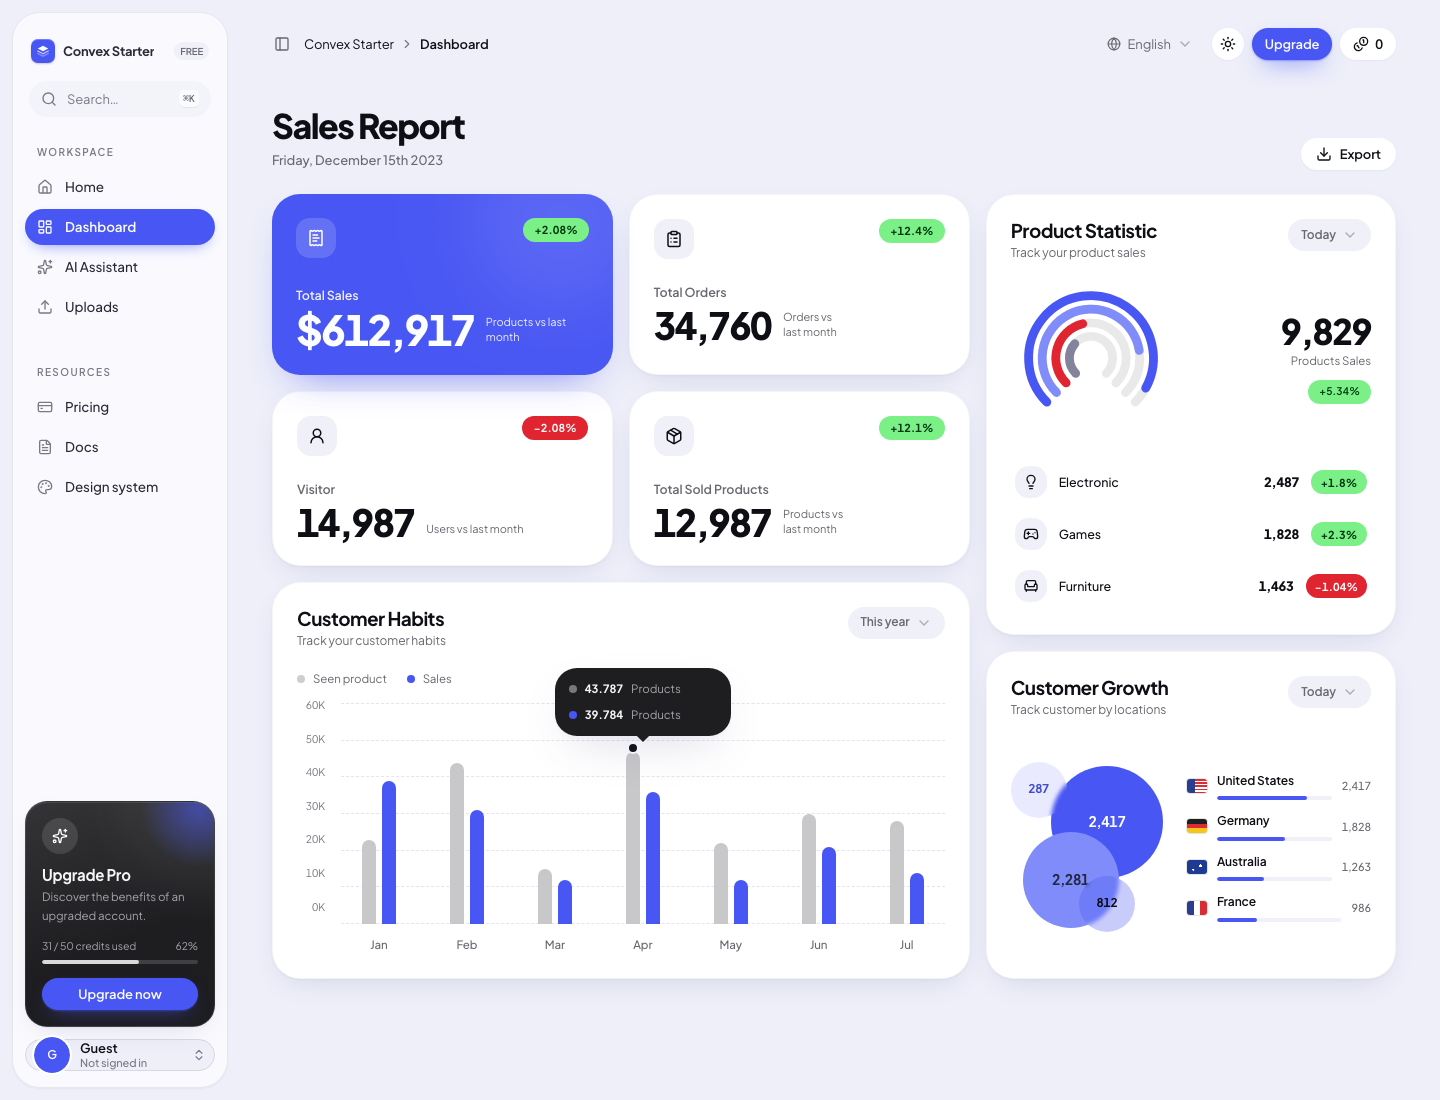 Convex Starter
FREE
Search...
⌘K
WORKSPACE
Home
Dashboard
AI Assistant
Uploads
RESOURCES
Pricing
Docs
Design system
Upgrade Pro
Discover the benefits of an
upgraded account.
31 / 50 credits used
62%
Upgrade now
G
Guest
Not signed in
Convex Starter
Dashboard
English
Upgrade
0
Sales Report
Friday, December 15th 2023
Export
+2.08%
Total Sales
$612,917
Products vs last
month
+12.4%
Total Orders
34,760
Orders vs
last month
-2.08%
Visitor
14,987
Users vs last month
+12.1%
Total Sold Products
12,987
Products vs
last month
Customer Habits
Track your customer habits
This year
Seen product
Sales
43.787 Products
39.784 Products
60K
50K
40K
30K
20K
10K
0K
Jan
Feb
Mar
Apr
May
Jun
Jul
Product Statistic
Track your product sales
Today
9,829
Products Sales
+5.34%
Electronic
2,487
+1.8%
Games
1,828
+2.3%
Furniture
1,463
-1.04%
Customer Growth
Track customer by locations
Today
287
2,417
2,281
812
United States
2,417
Germany
1,828
Australia
1,263
France
986